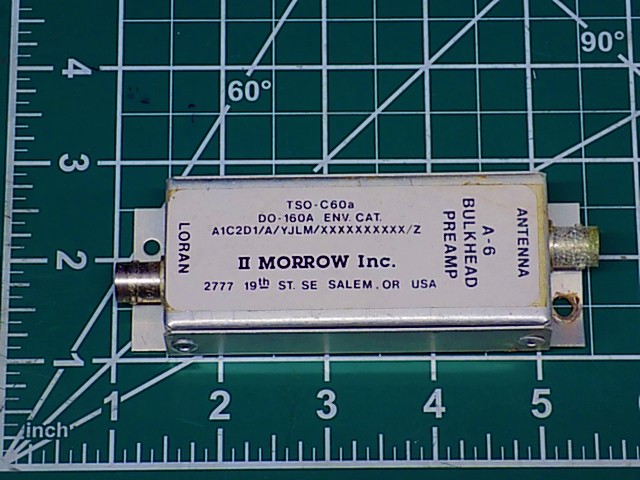 60°
90°
4
3
2
1
TSO-C60a
DO-160A ENV. CAT.
A1C2D1/A/YJLM/XXXXXXXXXX/Z
II MORROW Inc.
2777 19th ST. SE SALEM, OR USA
LORAN
A-6
BULKHEAD
PREAMP
ANTENNA
1 2 3 4 5
inch